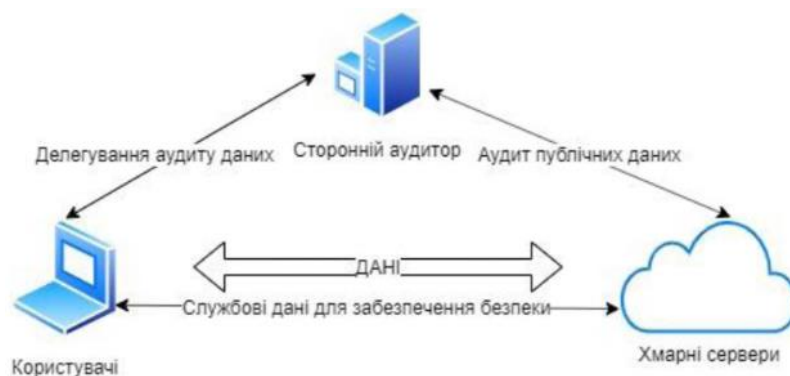 Делегування аудиту даних
Сторонній аудитор
Аудит публічних даних
ДАНІ
Службові дані для забезпечення безпеки
Користувачі
Хмарні сервери